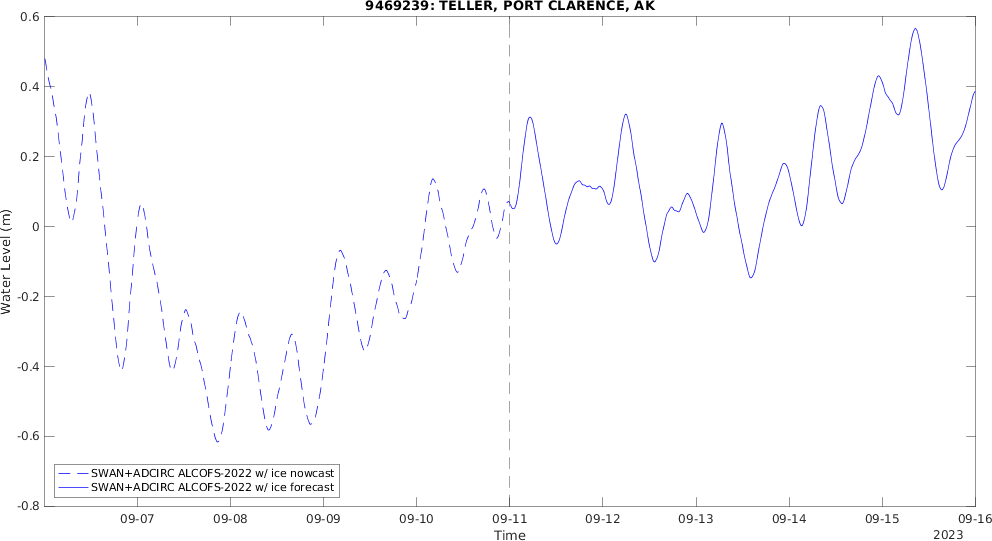 9469239: TELLER, PORT CLARENCE, AK
0.6
0.4
0.2
0
-0.2
-0.4
-0.6
-0.8
Water Level (m)
SWAN+ADCIRC ALCOFS-2022 w/ ice nowcast
SWAN+ADCIRC ALCOFS-2022 w/ ice forecast
09-07 09-08 09-09 09-10 09-11 09-12 09-13 09-14 09-15 09-16
Time
2023